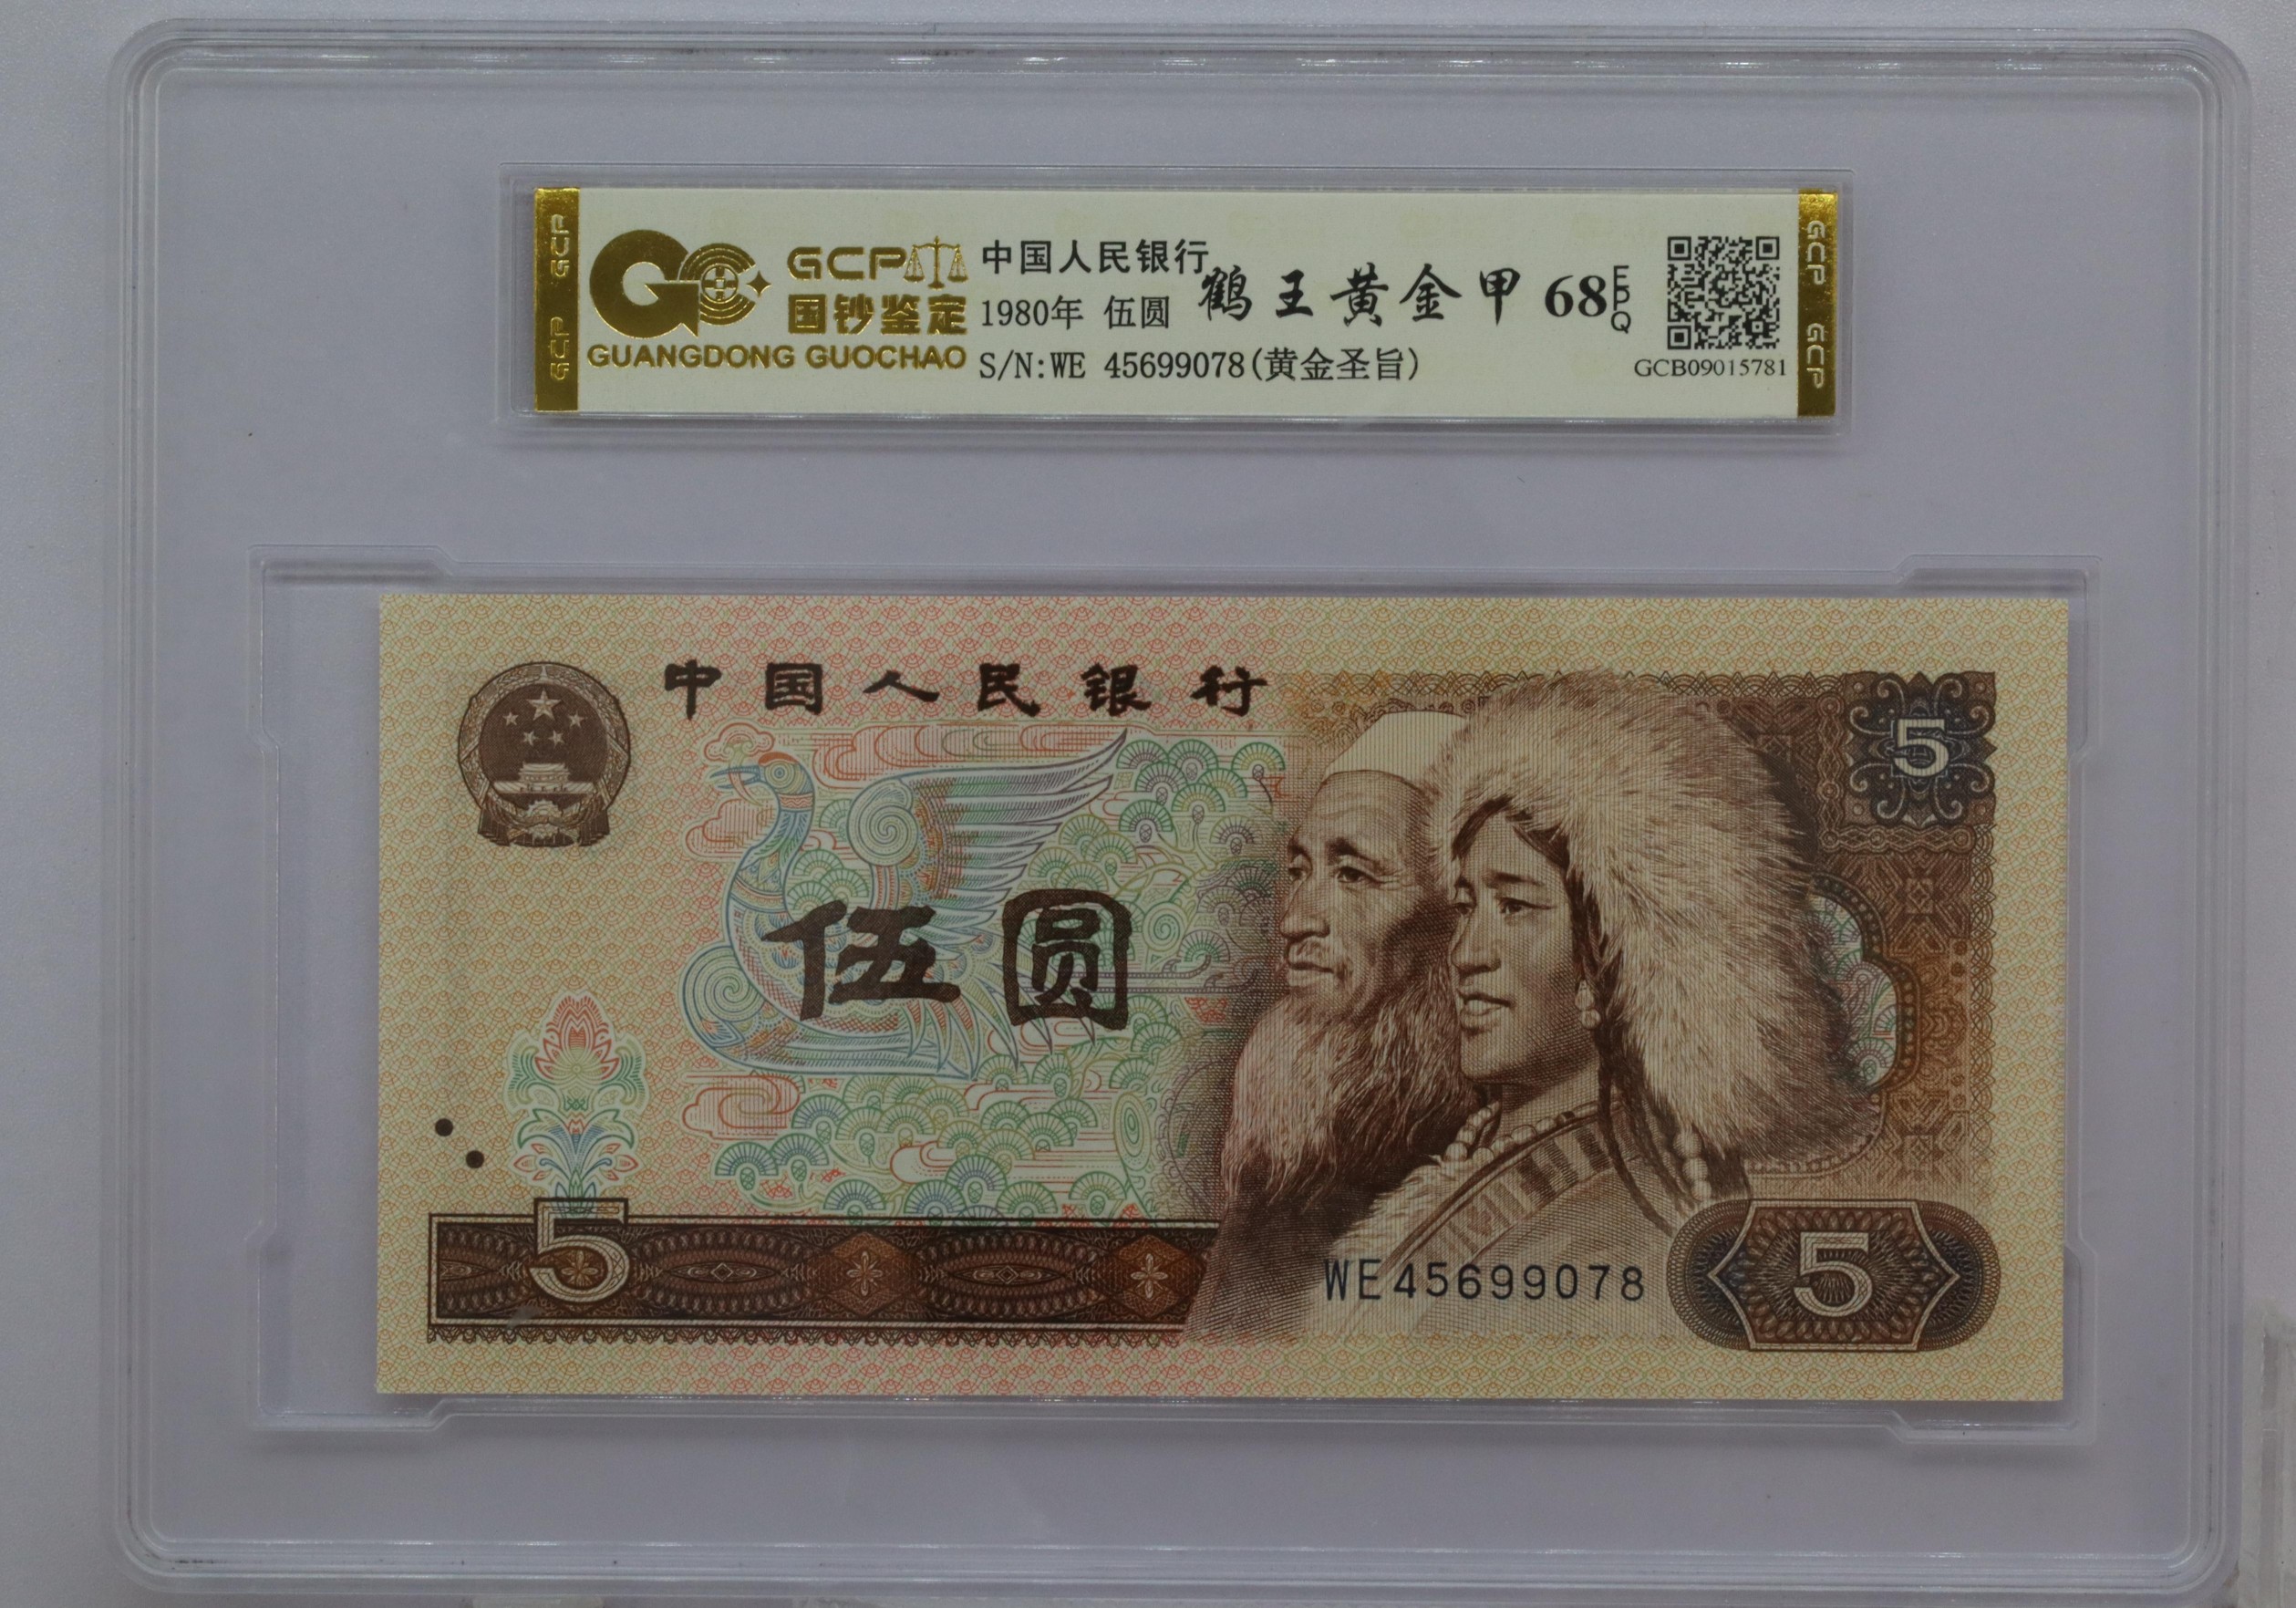 GCP GCP
GCP
国钞鉴定
GUANGDONG GUOCHAO
中国人民银行
1980年 伍圆
鹤王黄金甲 68 EPQ
S/N:WE 45699078(黄金圣旨)
GCB09015781
GCP GCP
中国人民银行
5
伍圆
5
WE45699078
5